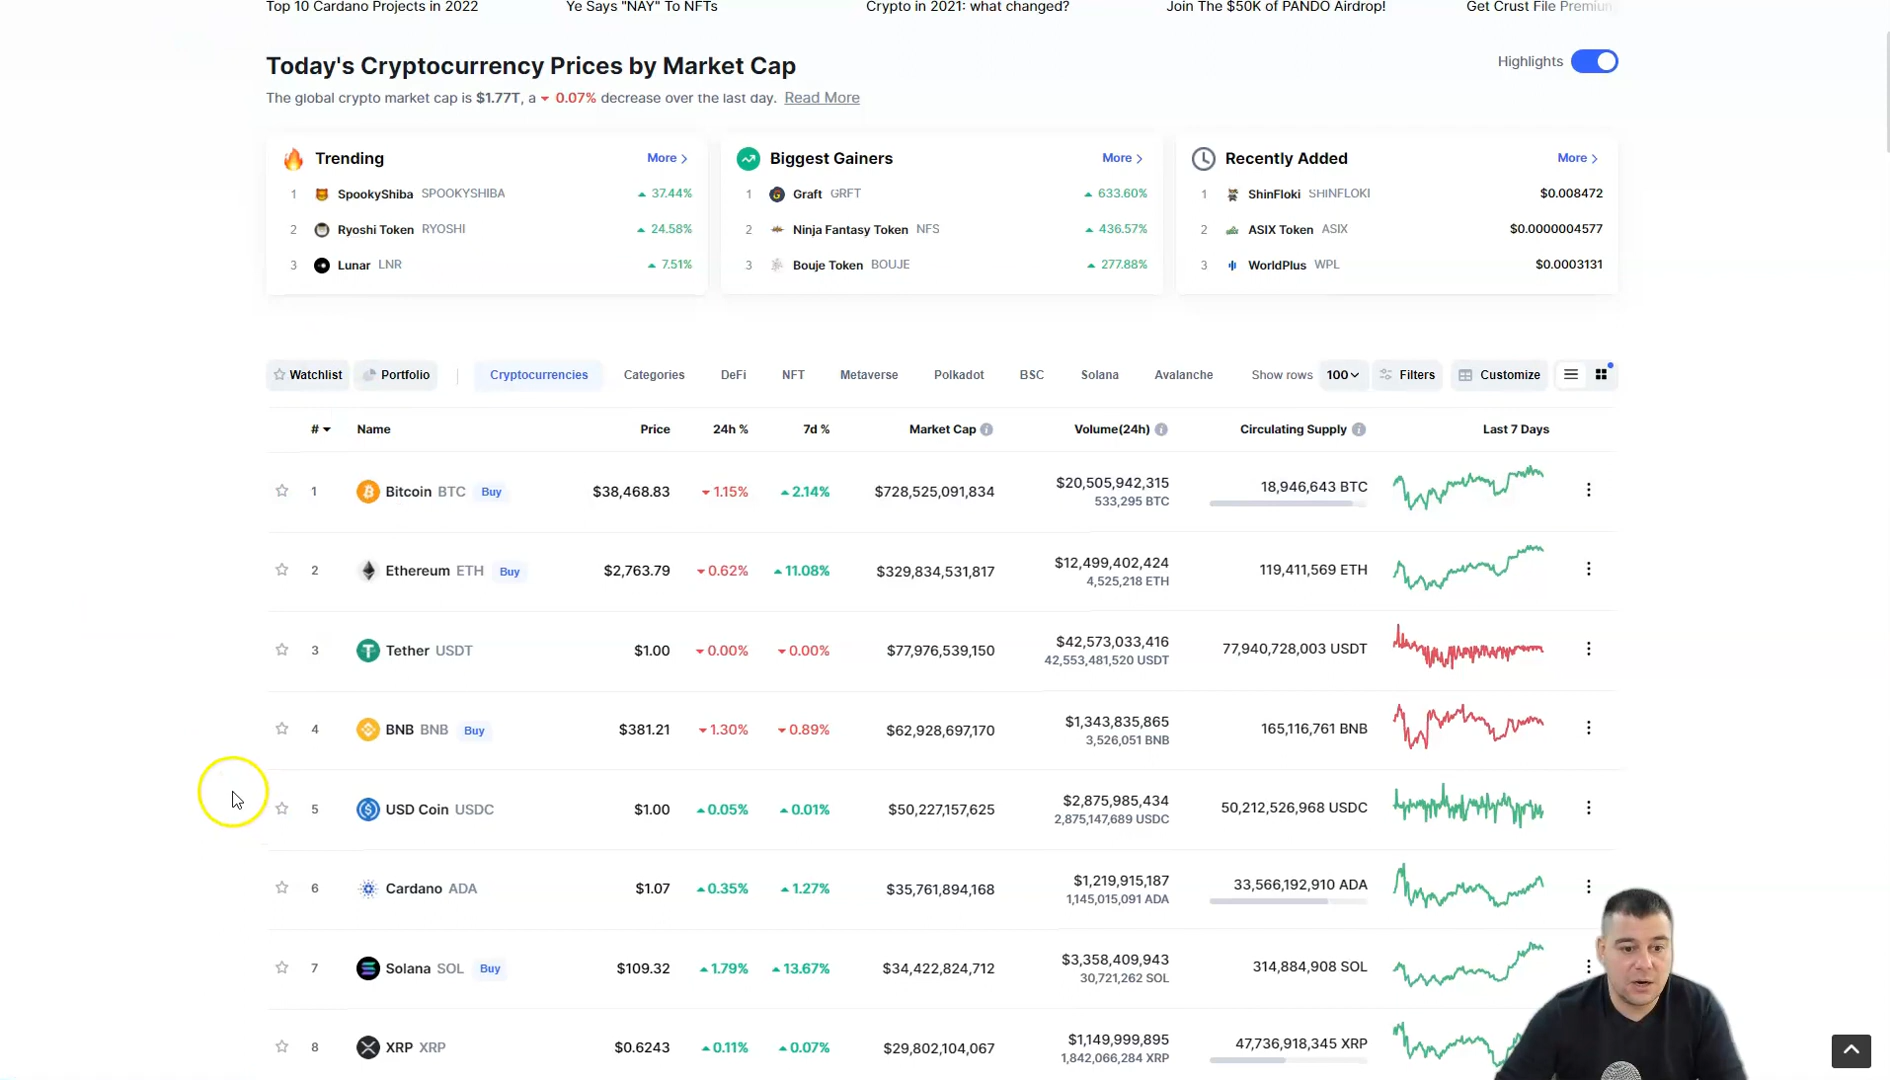 Top 10 Cardano Projects in 2022 Ye Says "NAY" To NFTs Crypto in 2021: what changed? Join The $50K of PANDO Airdrop! Get Crust File Premium
Today's Cryptocurrency Prices by Market Cap Highlights
The global crypto market cap is $1.77T, a 0.07% decrease over the last day. Read More
Trending More
1 SpookyShiba SPOOKYSHIBA 37.44%
2 Ryoshi Token RYOSHI 24.58%
3 Lunar LNR 7.51%
Biggest Gainers More
1 Graft GRFT 633.60%
2 Ninja Fantasy Token NFS 436.57%
3 Bouje Token BOUJE 277.88%
Recently Added More
1 ShinFloki SHINFLOKI $0.008472
2 ASIX Token ASIX $0.0000004577
3 WorldPlus WPL $0.0003131
Watchlist Portfolio Cryptocurrencies Categories DeFi NFT Metaverse Polkadot BSC Solana Avalanche Show rows 100 Filters Customize
# Name Price 24h % 7d % Market Cap Volume(24h) Circulating Supply Last 7 Days
1 Bitcoin BTC Buy $38,468.83 1.15% 2.14% $728,525,091,834 $20,505,942,315 18,946,643 BTC
533,295 BTC
2 Ethereum ETH Buy $2,763.79 0.62% 11.08% $329,834,531,817 $12,499,402,424 119,411,569 ETH
4,525,218 ETH
3 Tether USDT $1.00 0.00% 0.00% $77,976,539,150 $42,573,033,416 77,940,728,003 USDT
42,553,481,520 USDT
4 BNB BNB Buy $381.21 1.30% 0.89% $62,928,697,170 $1,343,835,865 165,116,761 BNB
3,526,051 BNB
5 USD Coin USDC $1.00 0.05% 0.01% $50,227,157,625 $2,875,985,434 50,212,526,968 USDC
2,875,147,689 USDC
6 Cardano ADA $1.07 0.35% 1.27% $35,761,894,168 $1,219,915,187 33,566,192,910 ADA
1,145,015,091 ADA
7 Solana SOL Buy $109.32 1.79% 13.67% $34,422,824,712 $3,358,409,943 314,884,908 SOL
30,721,262 SOL
8 XRP XRP $0.6243 0.11% 0.07% $29,802,104,067 $1,149,999,895 47,736,918,345 XRP
1,842,066,284 XRP